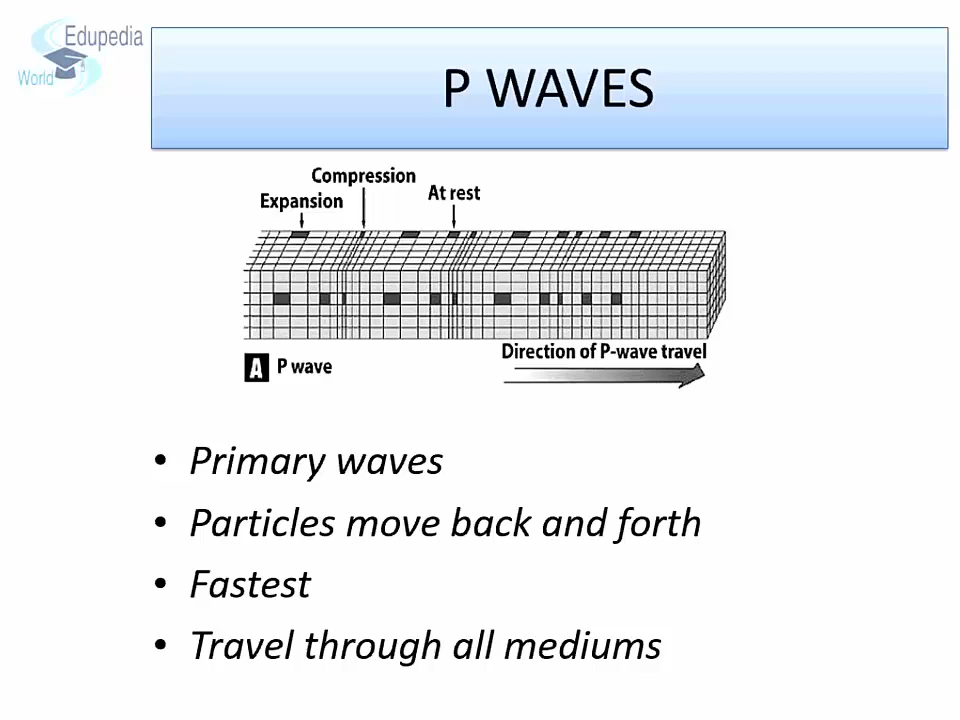 Edupedia
World
P WAVES
Compression
Expansion
At rest
Direction of P-wave travel
A P wave
• Primary waves
• Particles move back and forth
• Fastest
• Travel through all mediums